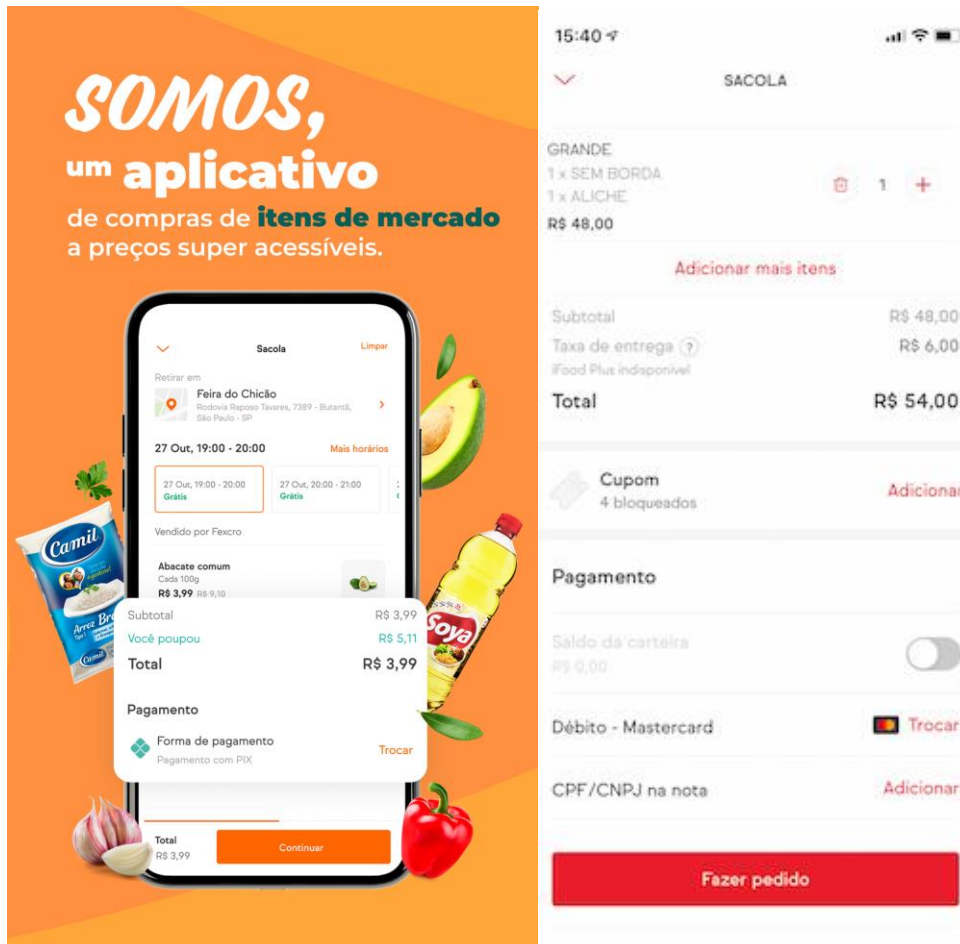 SOMOS,
um aplicativo
de compras de itens de mercado
a preços super acessíveis.
Sacola
Limpar
Retirar em
Feira do Chicão
Rodovia Raposo Tavares, 7389 - Butantã,
São Paulo - SP
27 Out, 19:00 - 20:00
Mais horários
27 Out, 19:00 - 20:00
Grátis
27 Out, 20:00 - 21:00
Grátis
Vendido por Fexcro
Abacate comum
Cada 100g
R$ 3,99 R$ 9,10
Subtotal R$ 3,99
Você poupou R$ 5,11
Total R$ 3,99
Pagamento
Forma de pagamento
Pagamento com PIX
Trocar
Total
R$ 3,99
Continuar
Camil
Arroz
Camil
Soya
15:40
SACOLA
GRANDE
1 x SEM BORDA
1 x ALICHE
R$ 48,00
1 +
Adicionar mais itens
Subtotal R$ 48,00
Taxa de entrega ? R$ 6,00
iFood Plus indisponível
Total R$ 54,00
Cupom
4 bloqueados
Adicionar
Pagamento
Saldo da carteira
R$ 0,00
Débito - Mastercard Trocar
CPF/CNPJ na nota Adicionar
Fazer pedido